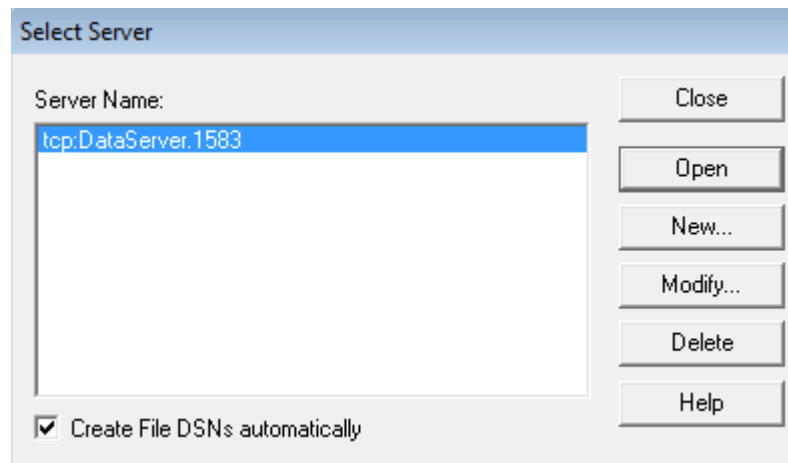 Select Server
Server Name:
tcp:DataServer.1583
Close
Open
New...
Modify...
Delete
Help
Create File DSNs automatically